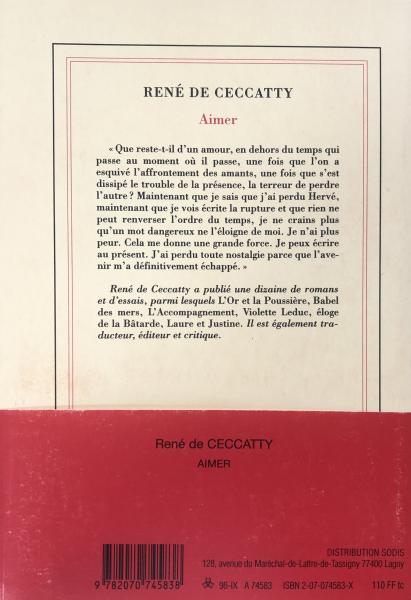 RENÉ DE CECCATTY
Aimer
« Que reste-t-il d'un amour, en dehors du temps qui
passe au moment où il passe, une fois que l'on a
esquivé l'affrontement des amants, une fois que s'est
dissipé le trouble de la présence, la terreur de perdre
l'autre ? Maintenant que je sais que j'ai perdu Hervé,
maintenant que je vois écrite la rupture et que rien ne
peut renverser l'ordre du temps, je ne crains plus
qu'un mot dangereux ne l'éloigne de moi. Je n'ai plus
peur. Cela me donne une grande force. Je peux écrire
au présent. J'ai perdu toute nostalgie parce que l'ave-
nir m'a définitivement échappé. »
René de Ceccatty a publié une dizaine de romans
et d'essais, parmi lesquels L'Or et la Poussière, Babel
des mers, L'Accompagnement, Violette Leduc, éloge
de la Bâtarde, Laure et Justine. Il est également tra-
ducteur, éditeur et critique.
René de CECCATTY
AIMER
DISTRIBUTION SODIS
128, avenue du Maréchal-de-Lattre-de-Tassigny 77400 Lagny
9 782070 745838
96-IX A 74583 ISBN 2-07-074583-X 110 FF tc